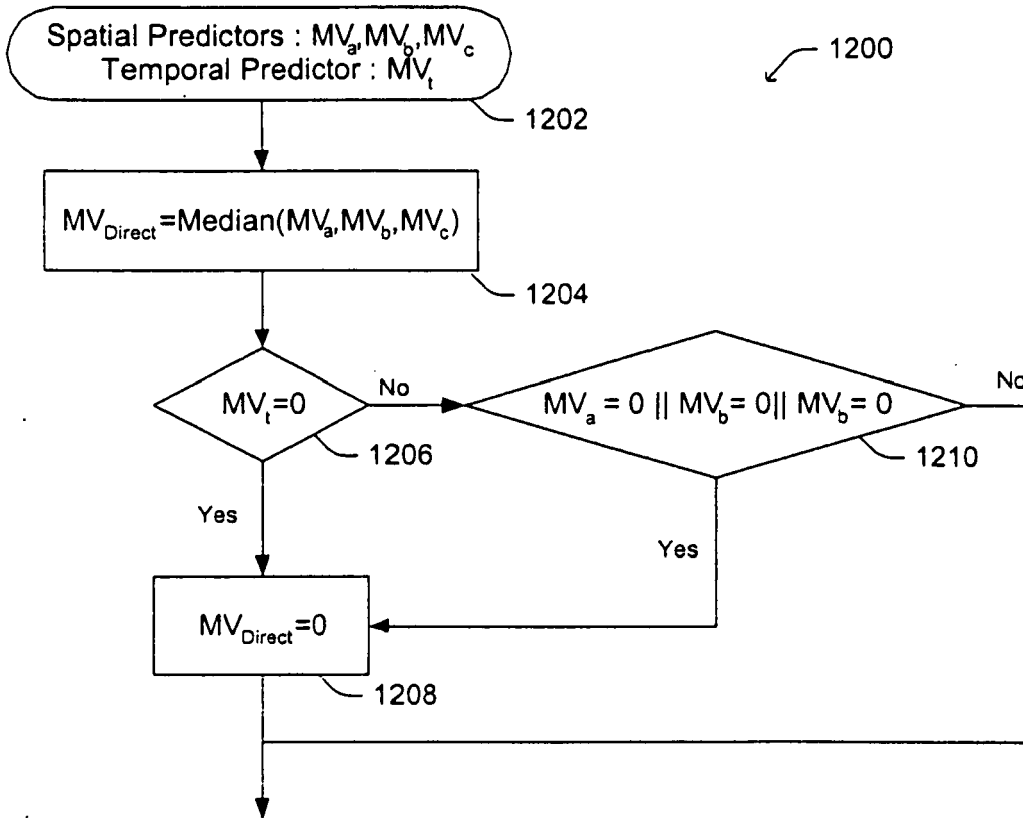 Spatial Predictors : MVa,MVb,MVc
Temporal Predictor : MVt
1200
1202
MVDirect=Median(MVa,MVb,MVc)
1204
MVt=0
No
MVa = 0 || MVb= 0|| MVb= 0
No
1206
1210
Yes
Yes
MVDirect=0
1208